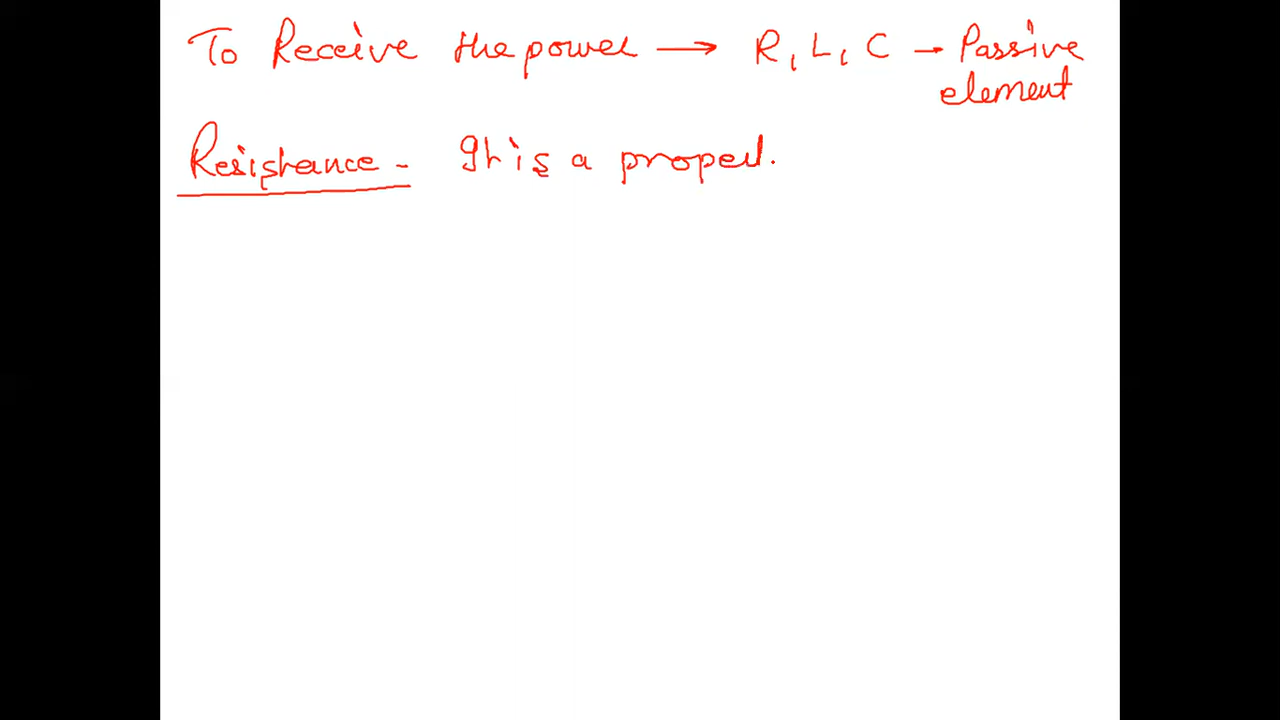 To Receive the power → R, L, C → Passive
element
Resistance - It is a propert